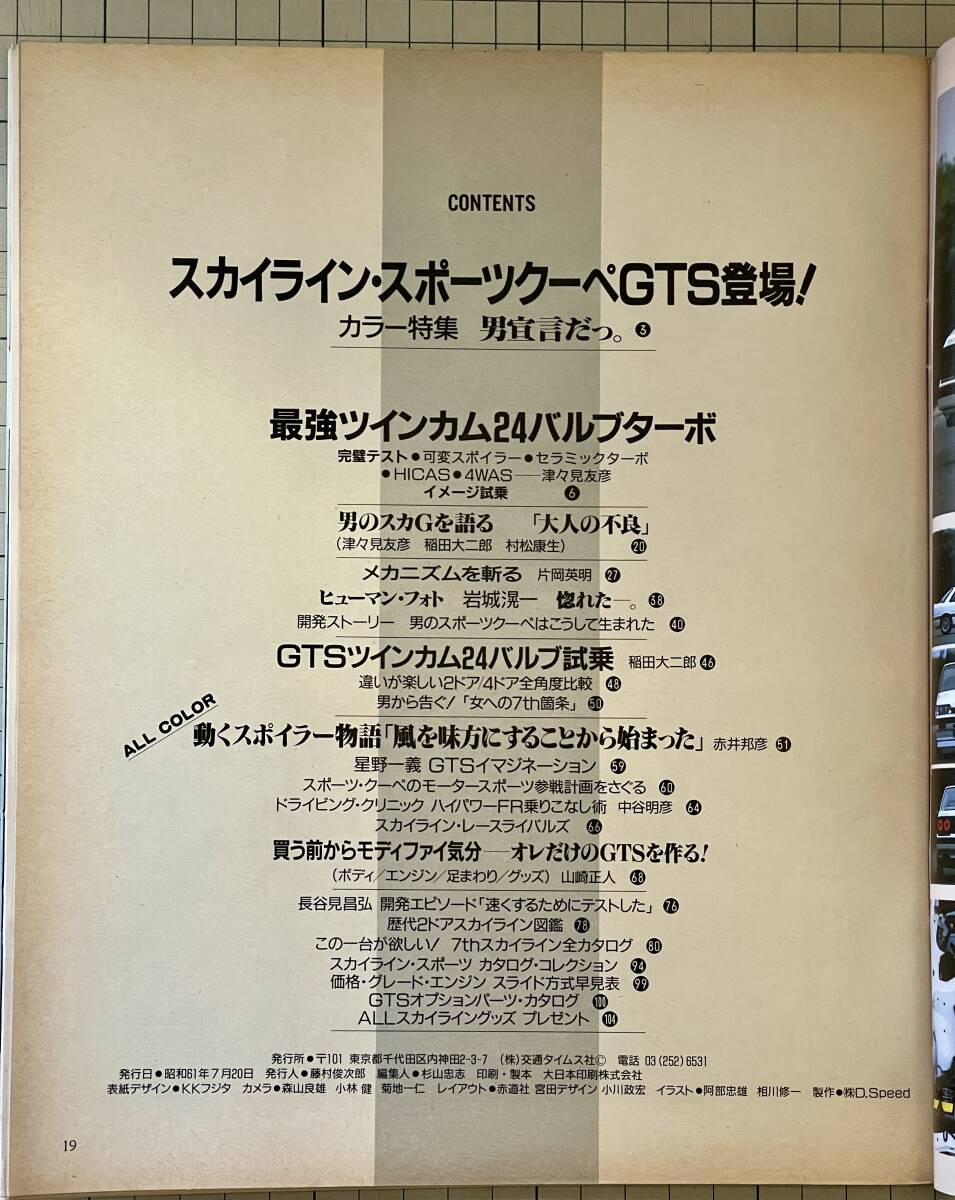 CONTENTS
スカイライン・スポーツクーペGTS登場!
カラー特集 男宣言だっ。 3
最強ツインカム24バルブターボ
完璧テスト●可変スポイラー●セラミックターボ
●HICAS●4WAS──津々見友彦
イメージ試乗 6
男のスカGを語る 「大人の不良」
(津々見友彦 稲田大二郎 村松康生) 20
メカニズムを斬る 片岡英明 27
ヒューマン・フォト 岩城滉一 惚れた―。 38
開発ストーリー 男のスポーツクーペはこうして生まれた 40
GTSツインカム24バルブ試乗 稲田大二郎 46
違いが楽しい2ドア/4ドア全角度比較 48
男から告ぐ!「女への7th箇条」 50
ALL COLOR
動くスポイラー物語「風を味方にすることから始まった」 赤井邦彦 51
星野一義 GTSイマジネーション 59
スポーツ・クーペのモータースポーツ参戦計画をさぐる 60
ドライビング・クリニック ハイパワーFR乗りこなし術 中谷明彦 64
スカイライン・レースライバルズ 66
買う前からモディファイ気分──オレだけのGTSを作る!
(ボディ/エンジン/足まわり/グッズ) 山崎正人 68
長谷見昌弘 開発エピソード「速くするためにテストした」 76
歴代2ドアスカイライン図鑑 78
この一台が欲しい! 7thスカイライン全カタログ 80
スカイライン・スポーツ カタログ・コレクション 94
価格・グレード・エンジン スライド方式早見表 99
GTSオプションパーツ・カタログ 100
ALLスカイライングッズ プレゼント 104
発行所●〒101 東京都千代田区内神田2-3-7 (株)交通タイムス社© 電話 03(252)6531
発行日●昭和61年7月20日 発行人●藤村俊次郎 編集人●杉山忠志 印刷・製本 大日本印刷株式会社
表紙デザイン●KKフジタ カメラ●森山良雄 小林 健 菊地一仁 レイアウト●赤道社 宮田デザイン 小川政宏 イラスト●阿部忠雄 相川修一 製作●㈱D.Speed
19